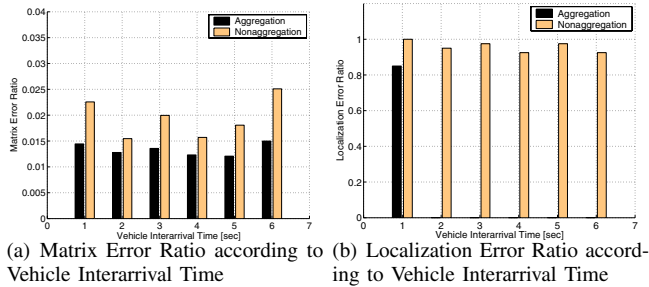 0.04
0.035
0.03
0.025
0.02
0.015
0.01
0.005
0
Matrix Error Ratio
Aggregation
Nonaggregation
0 1 2 3 4 5 6 7
Vehicle Interarrival Time [sec]
(a) Matrix Error Ratio according to
Vehicle Interarrival Time
1
0.8
0.6
0.4
0.2
0
Localization Error Ratio
Aggregation
Nonaggregation
0 1 2 3 4 5 6 7
Vehicle Interarrival Time [sec]
(b) Localization Error Ratio accord-
ing to Vehicle Interarrival Time